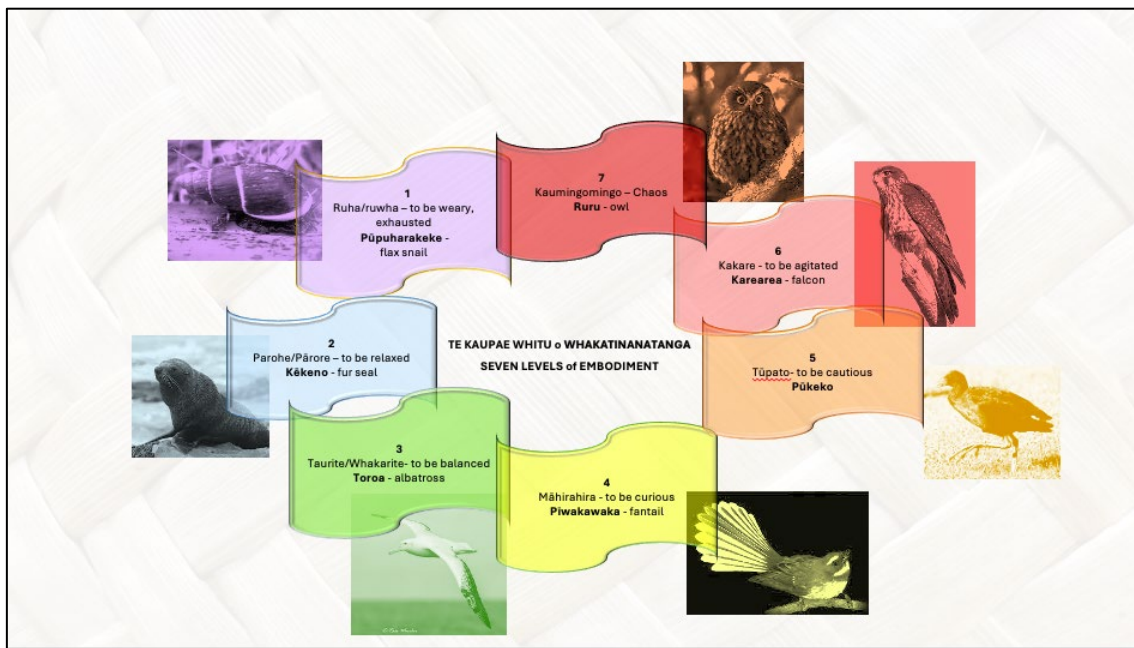 1
Ruha/ruwha – to be weary,
exhausted
Pūpuharakeke -
flax snail
2
Parohe/Pārore – to be relaxed
Kēkeno - fur seal
3
Taurite/Whakarite- to be balanced
Toroa - albatross
4
Māhirahira - to be curious
Piwakawaka - fantail
5
Tūpato- to be cautious
Pūkeko
6
Kakare - to be agitated
Karearea - falcon
7
Kaumingomingo – Chaos
Ruru - owl
TE KAUPAE WHITU o WHAKATINANATANGA
SEVEN LEVELS of EMBODIMENT